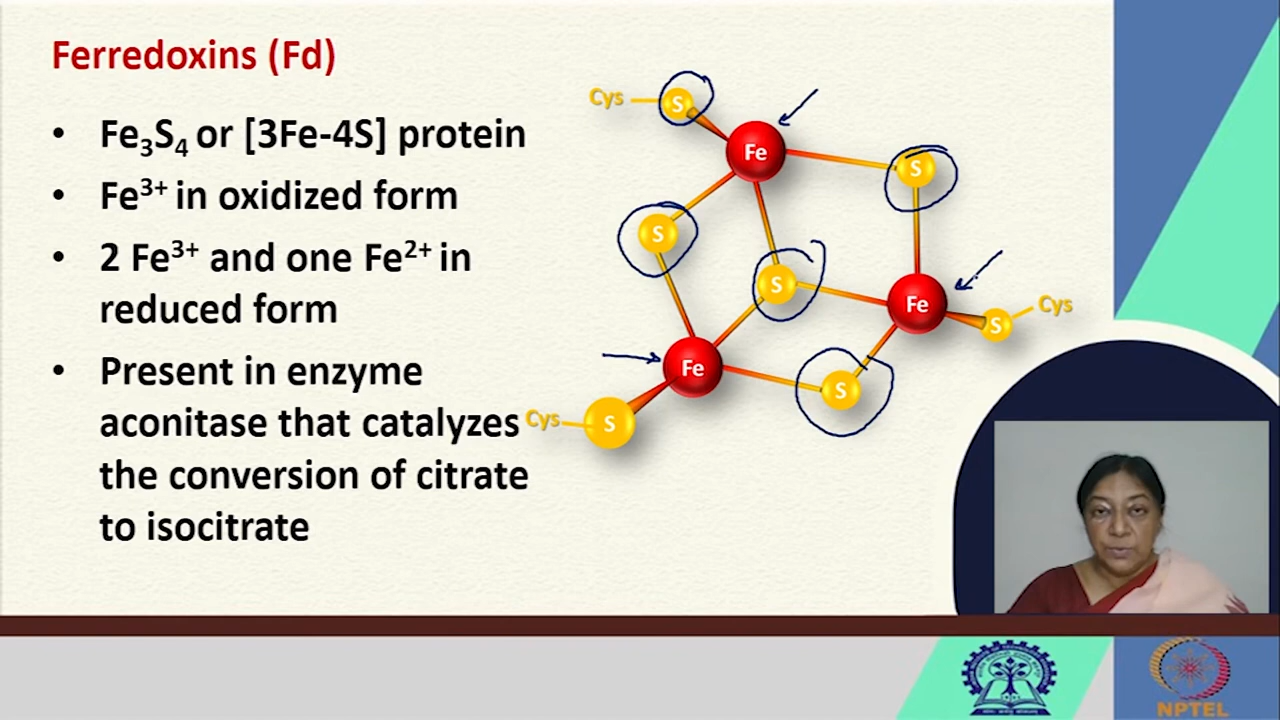 Ferredoxins (Fd)
• Fe₃S₄ or [3Fe-4S] protein
• Fe³⁺ in oxidized form
• 2 Fe³⁺ and one Fe²⁺ in
reduced form
• Present in enzyme
aconitase that catalyzes
the conversion of citrate
to isocitrate
Cys S
Fe
S
S
S
Fe
S Cys
Fe
S
Cys S
NPTEL